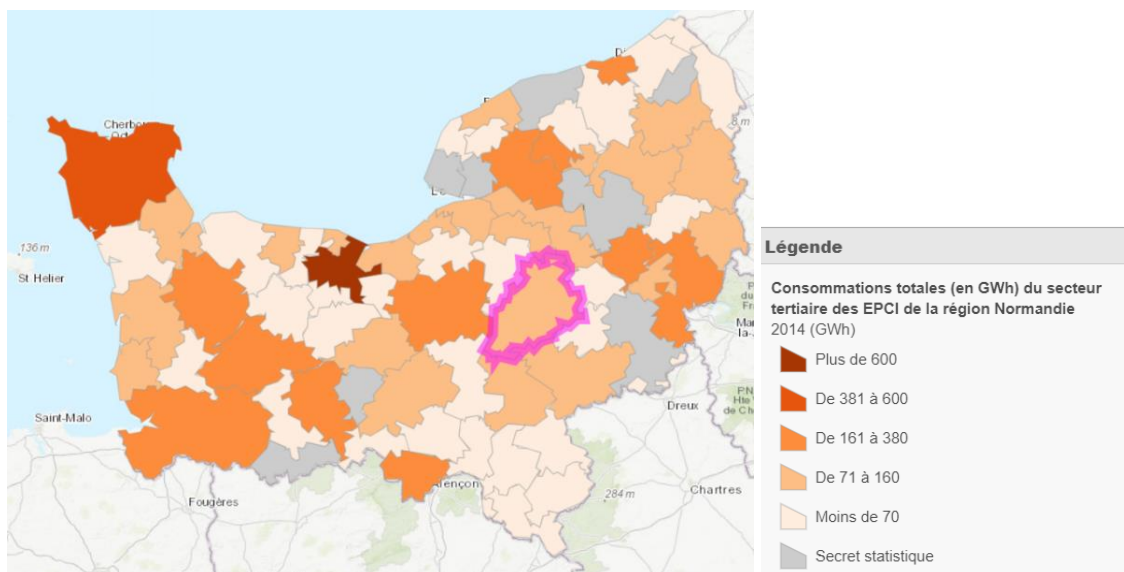 8 m
136 m
St Helier
Saint-Malo
Fougères
Dreux
284 m
Chartres
Légende
Consommations totales (en GWh) du secteur
tertiaire des EPCI de la région Normandie
2014 (GWh)
Plus de 600
De 381 à 600
De 161 à 380
De 71 à 160
Moins de 70
Secret statistique